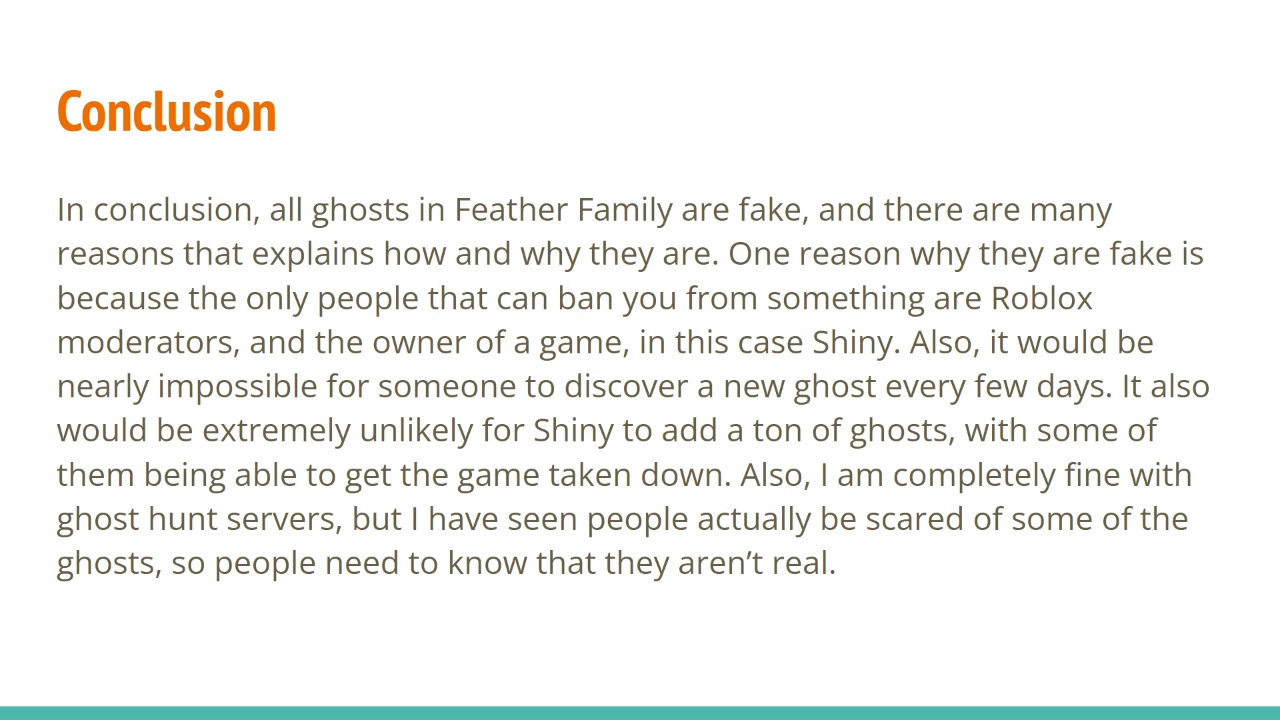 Conclusion
In conclusion, all ghosts in Feather Family are fake, and there are many
reasons that explains how and why they are. One reason why they are fake is
because the only people that can ban you from something are Roblox
moderators, and the owner of a game, in this case Shiny. Also, it would be
nearly impossible for someone to discover a new ghost every few days. It also
would be extremely unlikely for Shiny to add a ton of ghosts, with some of
them being able to get the game taken down. Also, I am completely fine with
ghost hunt servers, but I have seen people actually be scared of some of the
ghosts, so people need to know that they aren’t real.